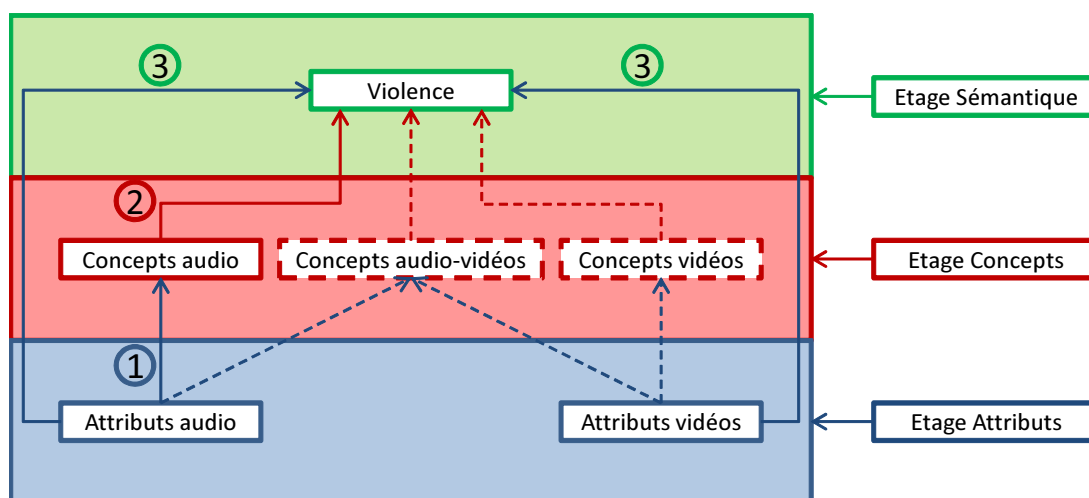 3
3
Violence
Etage Sémantique
2
Concepts audio
Concepts audio-vidéos
Concepts vidéos
Etage Concepts
1
Attributs audio
Attributs vidéos
Etage Attributs